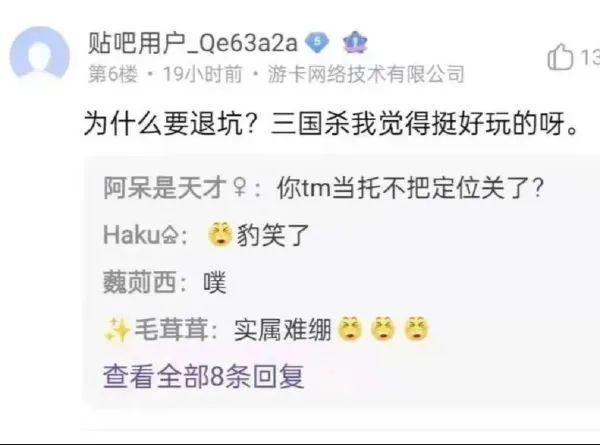 贴吧用户_Qe63a2a 5
第6楼·19小时前·游卡网络技术有限公司
13
为什么要退坑？三国杀我觉得挺好玩的呀。
阿呆是天才♀：你tm当托不把定位关了？
Haku♤：豹笑了
魏茢西：噗
✨毛茸茸：实属难绷
查看全部8条回复